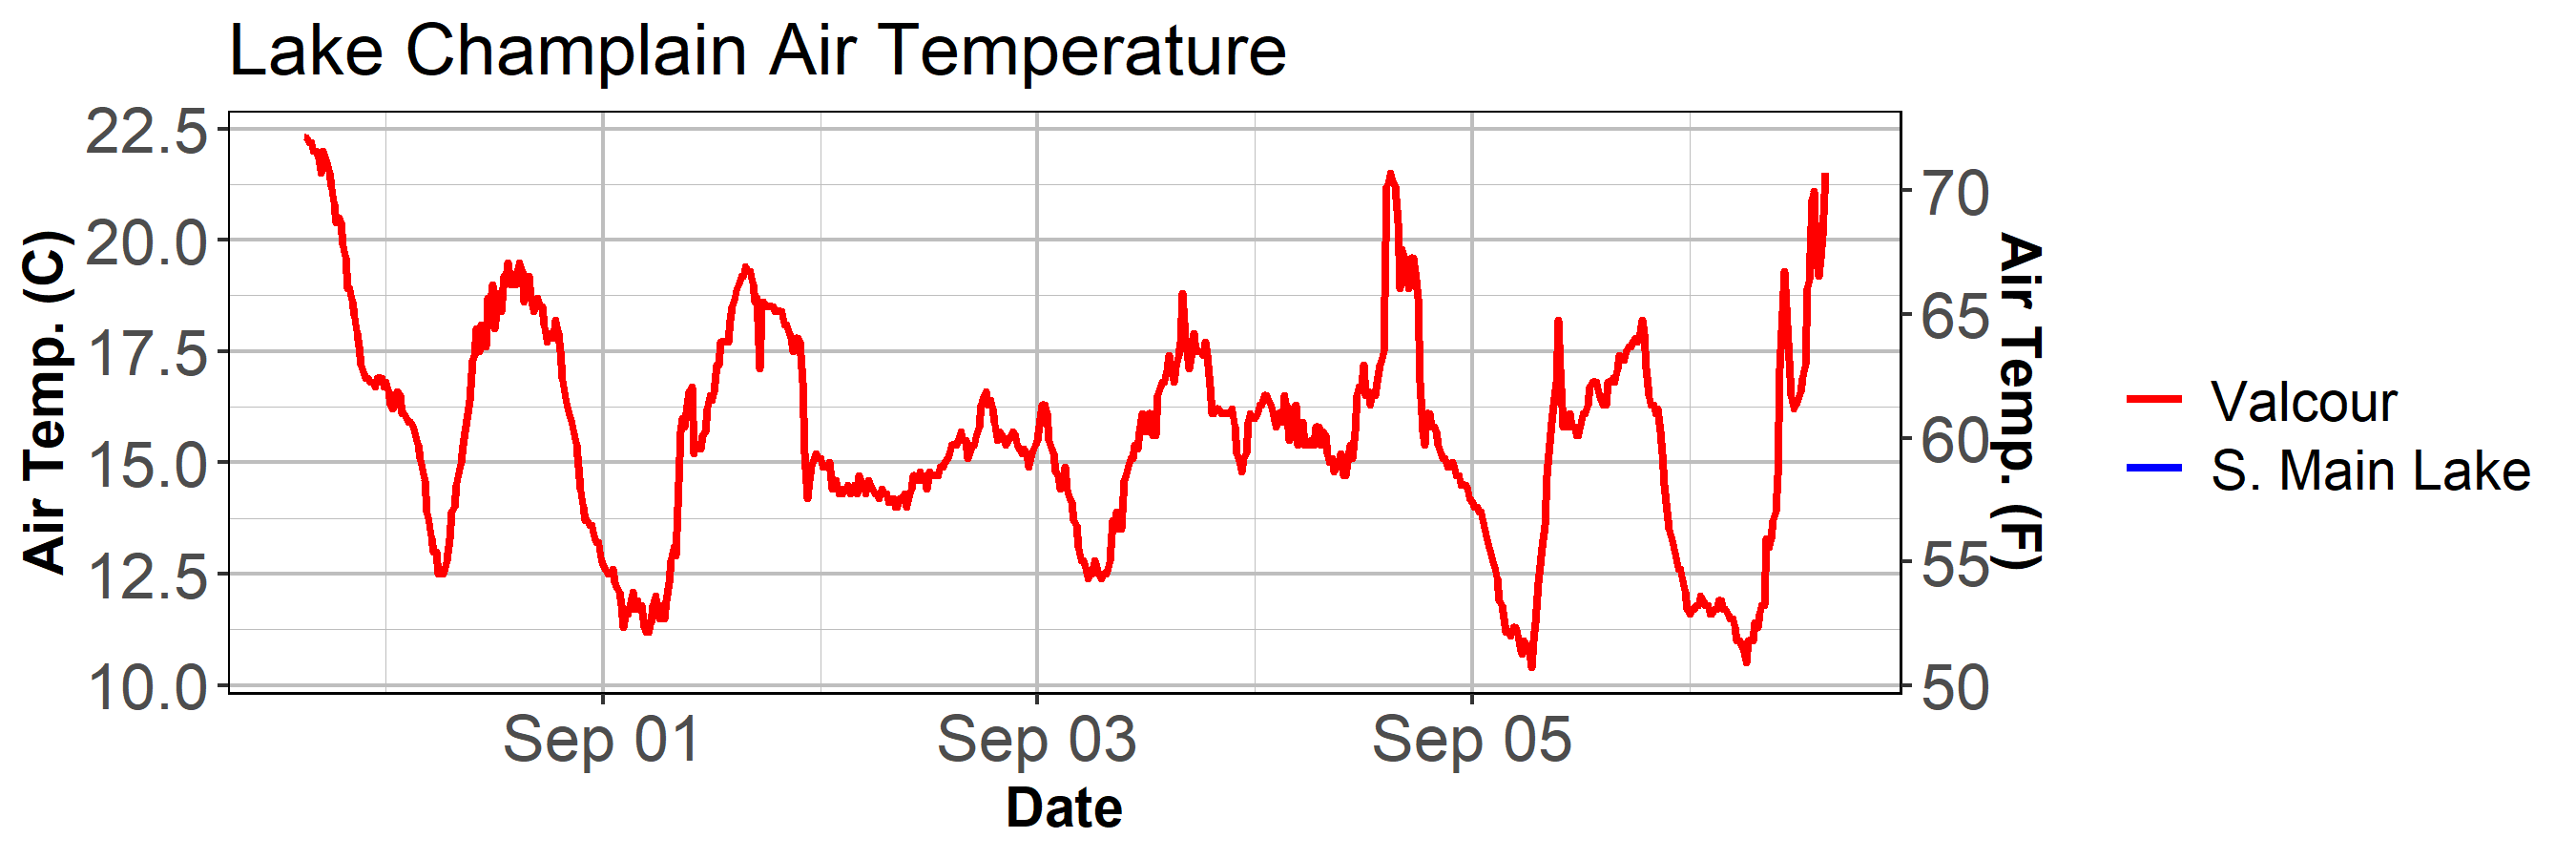 Lake Champlain Air Temperature
22.5
20.0
17.5
15.0
12.5
10.0
Air Temp. (C)
70
65
60
55
50
Air Temp. (F)
Sep 01
Sep 03
Sep 05
Date
Valcour
S. Main Lake